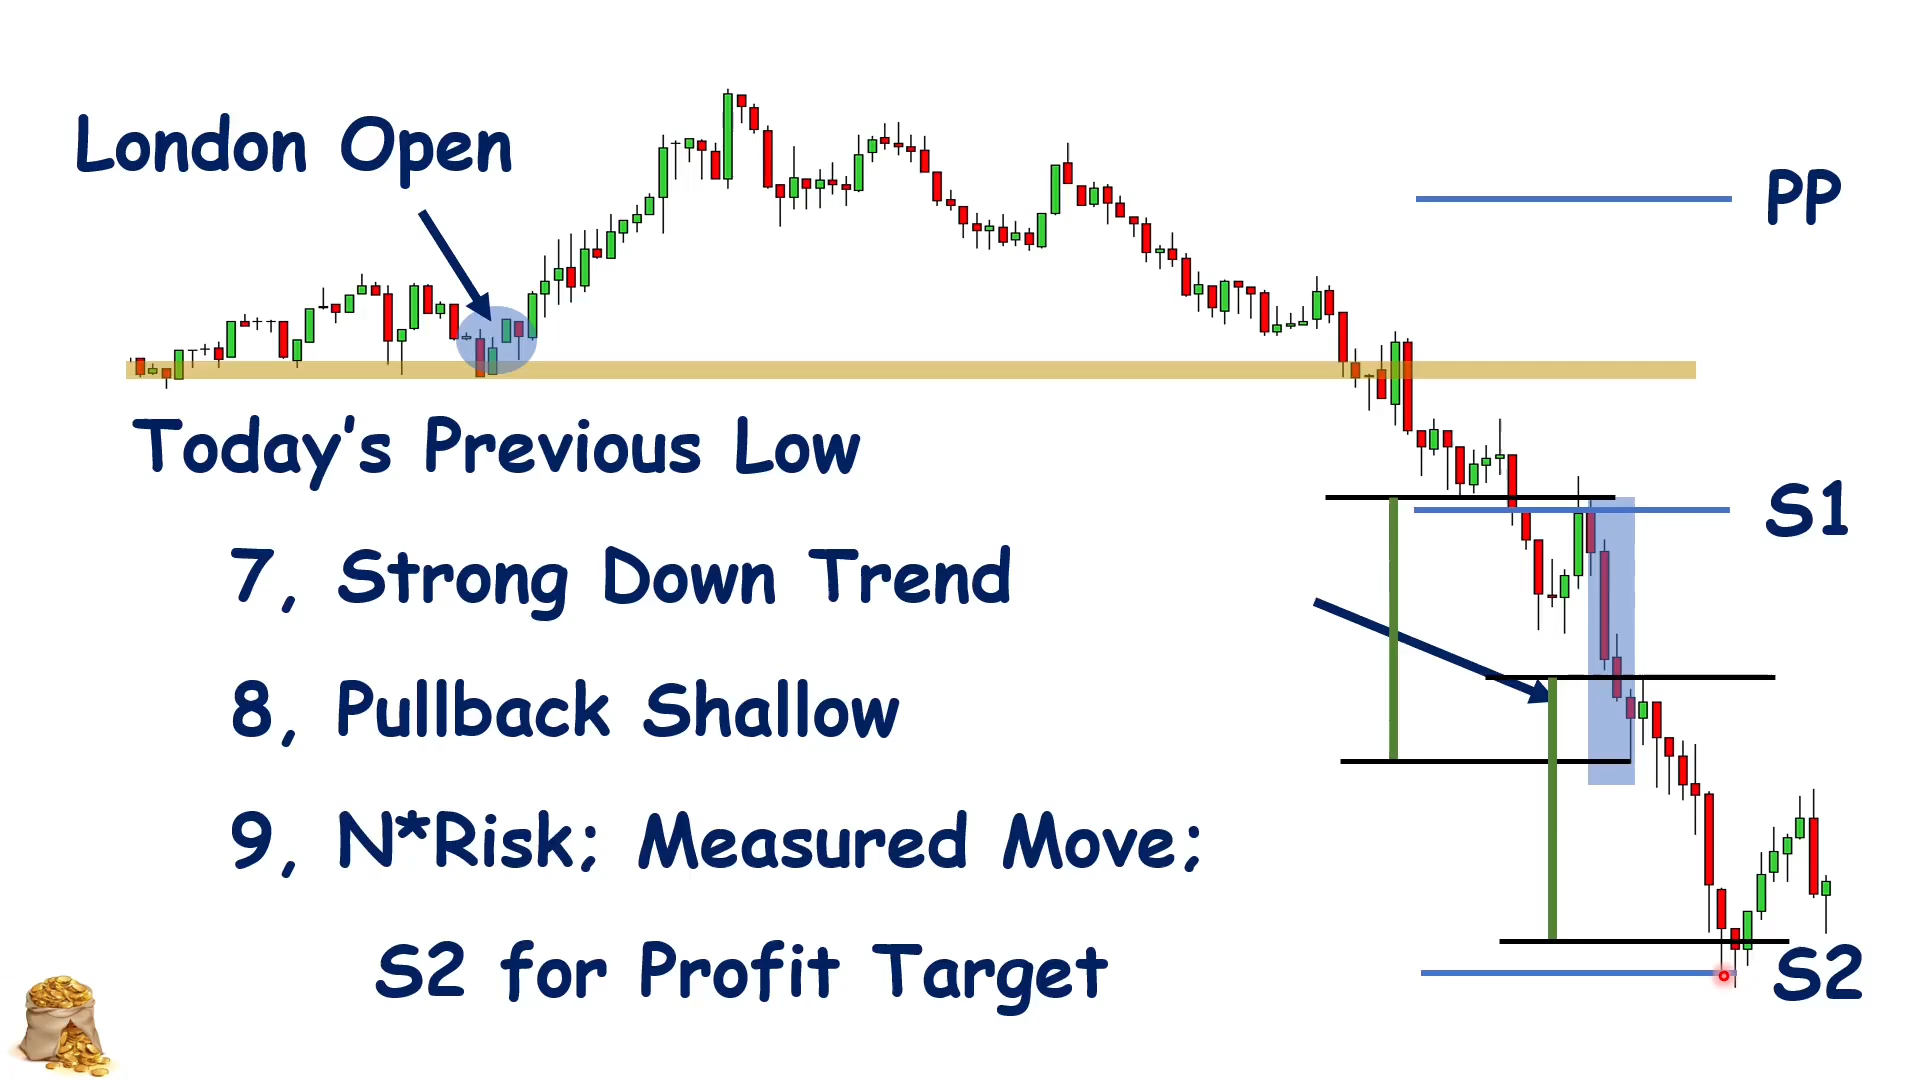 London Open
PP
Today's Previous Low
S1
7, Strong Down Trend
8, Pullback Shallow
9, N*Risk; Measured Move;
S2 for Profit Target
S2